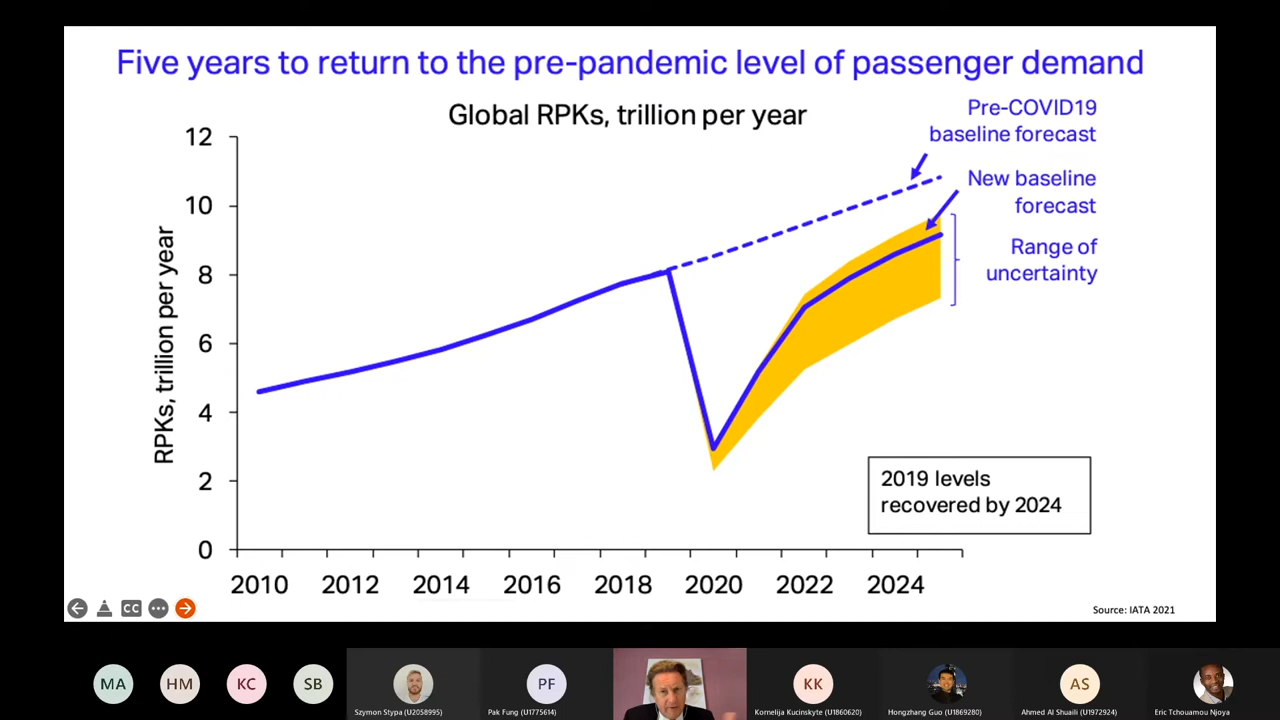 Five years to return to the pre-pandemic level of passenger demand
Global RPKs, trillion per year
Pre-COVID19
baseline forecast
New baseline
forecast
Range of
uncertainty
RPKs, trillion per year
12
10
8
6
4
2
0
2010 2012 2014 2016 2018 2020 2022 2024
2019 levels
recovered by 2024
CC
Source: IATA 2021
MA HM KC SB PF KK AS
Szymon Stypa (U2058995) Pak Fung (U1775614) Kornelija Kucinskyte (U1860620) Hongzhang Guo (U1869280) Ahmed Al Shuaili (U1972924) Eric Tchouamou Njoya